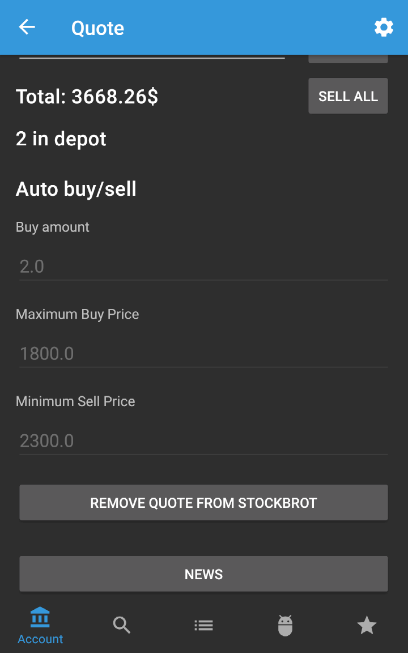 Quote
Total: 3668.26$
SELL ALL
2 in depot
Auto buy/sell
Buy amount
2.0
Maximum Buy Price
1800.0
Minimum Sell Price
2300.0
REMOVE QUOTE FROM STOCKBROT
NEWS
Account